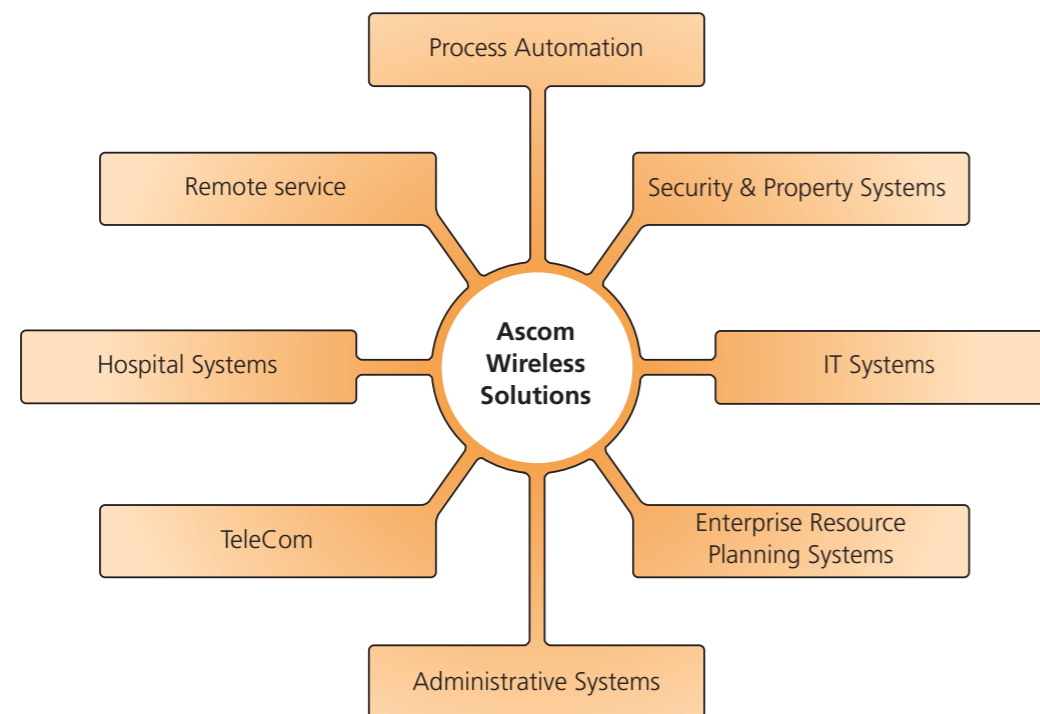 Process Automation
Remote service
Security & Property Systems
Ascom
Wireless
Solutions
Hospital Systems
IT Systems
TeleCom
Enterprise Resource
Planning Systems
Administrative Systems